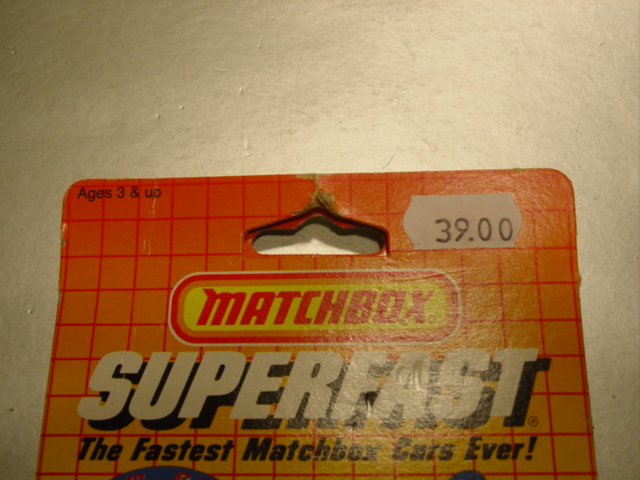 Ages 3 & up
39.00
MATCHBOX
SUPERFAST®
The Fastest Matchbox Cars Ever!